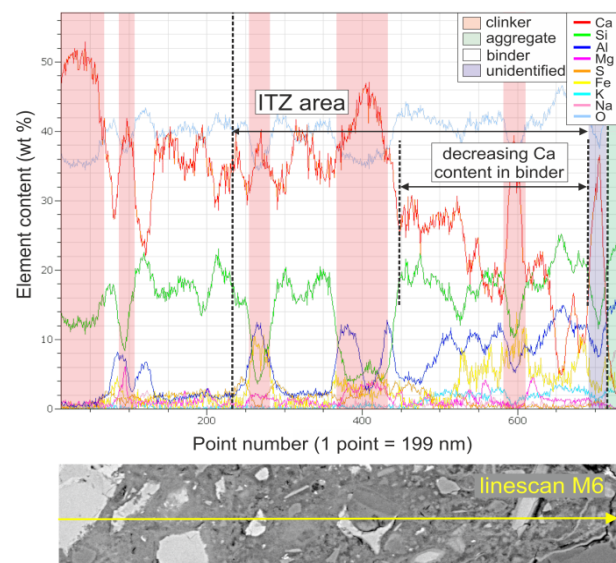 clinker
aggregate
binder
unidentified
Ca
Si
Al
Mg
S
Fe
K
Na
O
ITZ area
decreasing Ca
content in binder
Element content (wt %)
50
40
30
20
10
0
200
400
600
Point number (1 point = 199 nm)
linescan M6